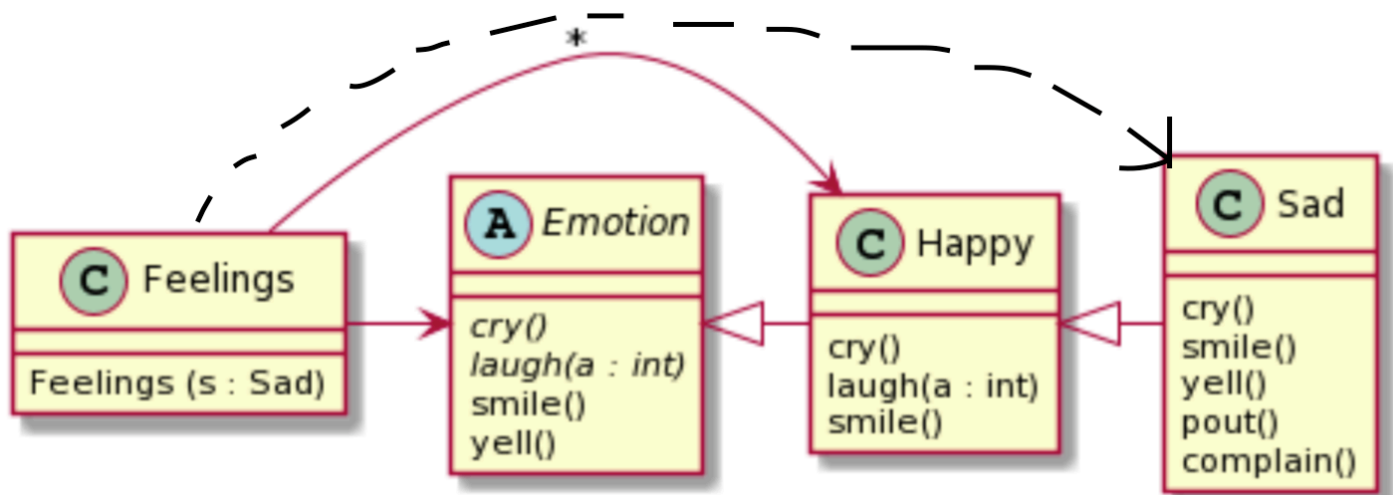 *
C Feelings
Feelings (s : Sad)
A Emotion
cry()
laugh(a : int)
smile()
yell()
C Happy
cry()
laugh(a : int)
smile()
C Sad
cry()
smile()
yell()
pout()
complain()